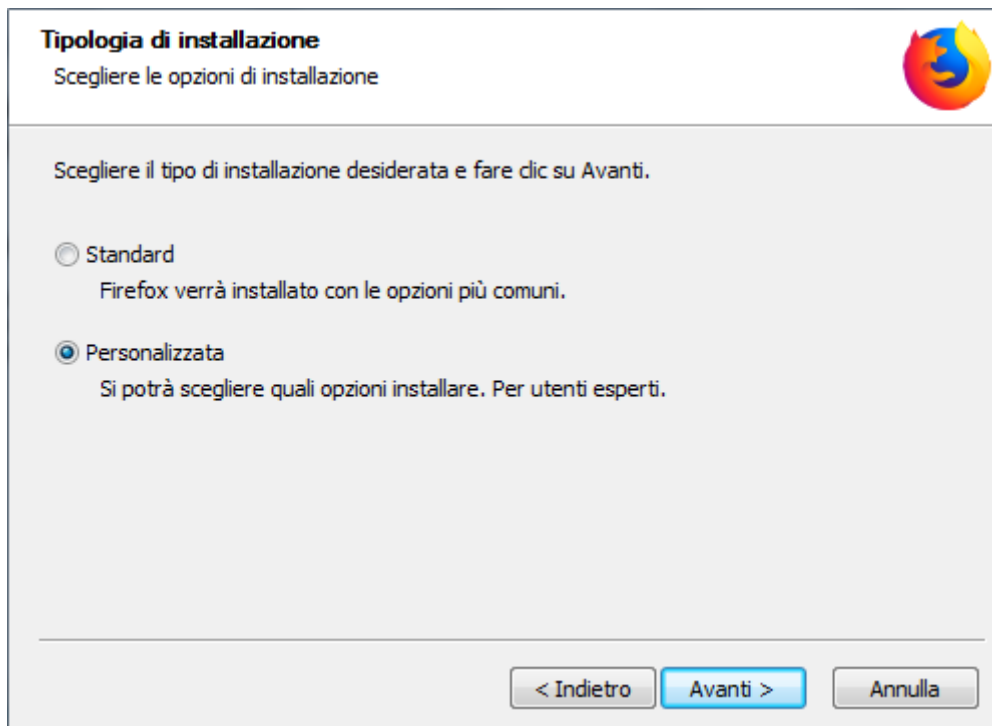 Tipologia di installazione
Scegliere le opzioni di installazione
Scegliere il tipo di installazione desiderata e fare clic su Avanti.
Standard
Firefox verrà installato con le opzioni più comuni.
Personalizzata
Si potrà scegliere quali opzioni installare. Per utenti esperti.
< Indietro Avanti > Annulla